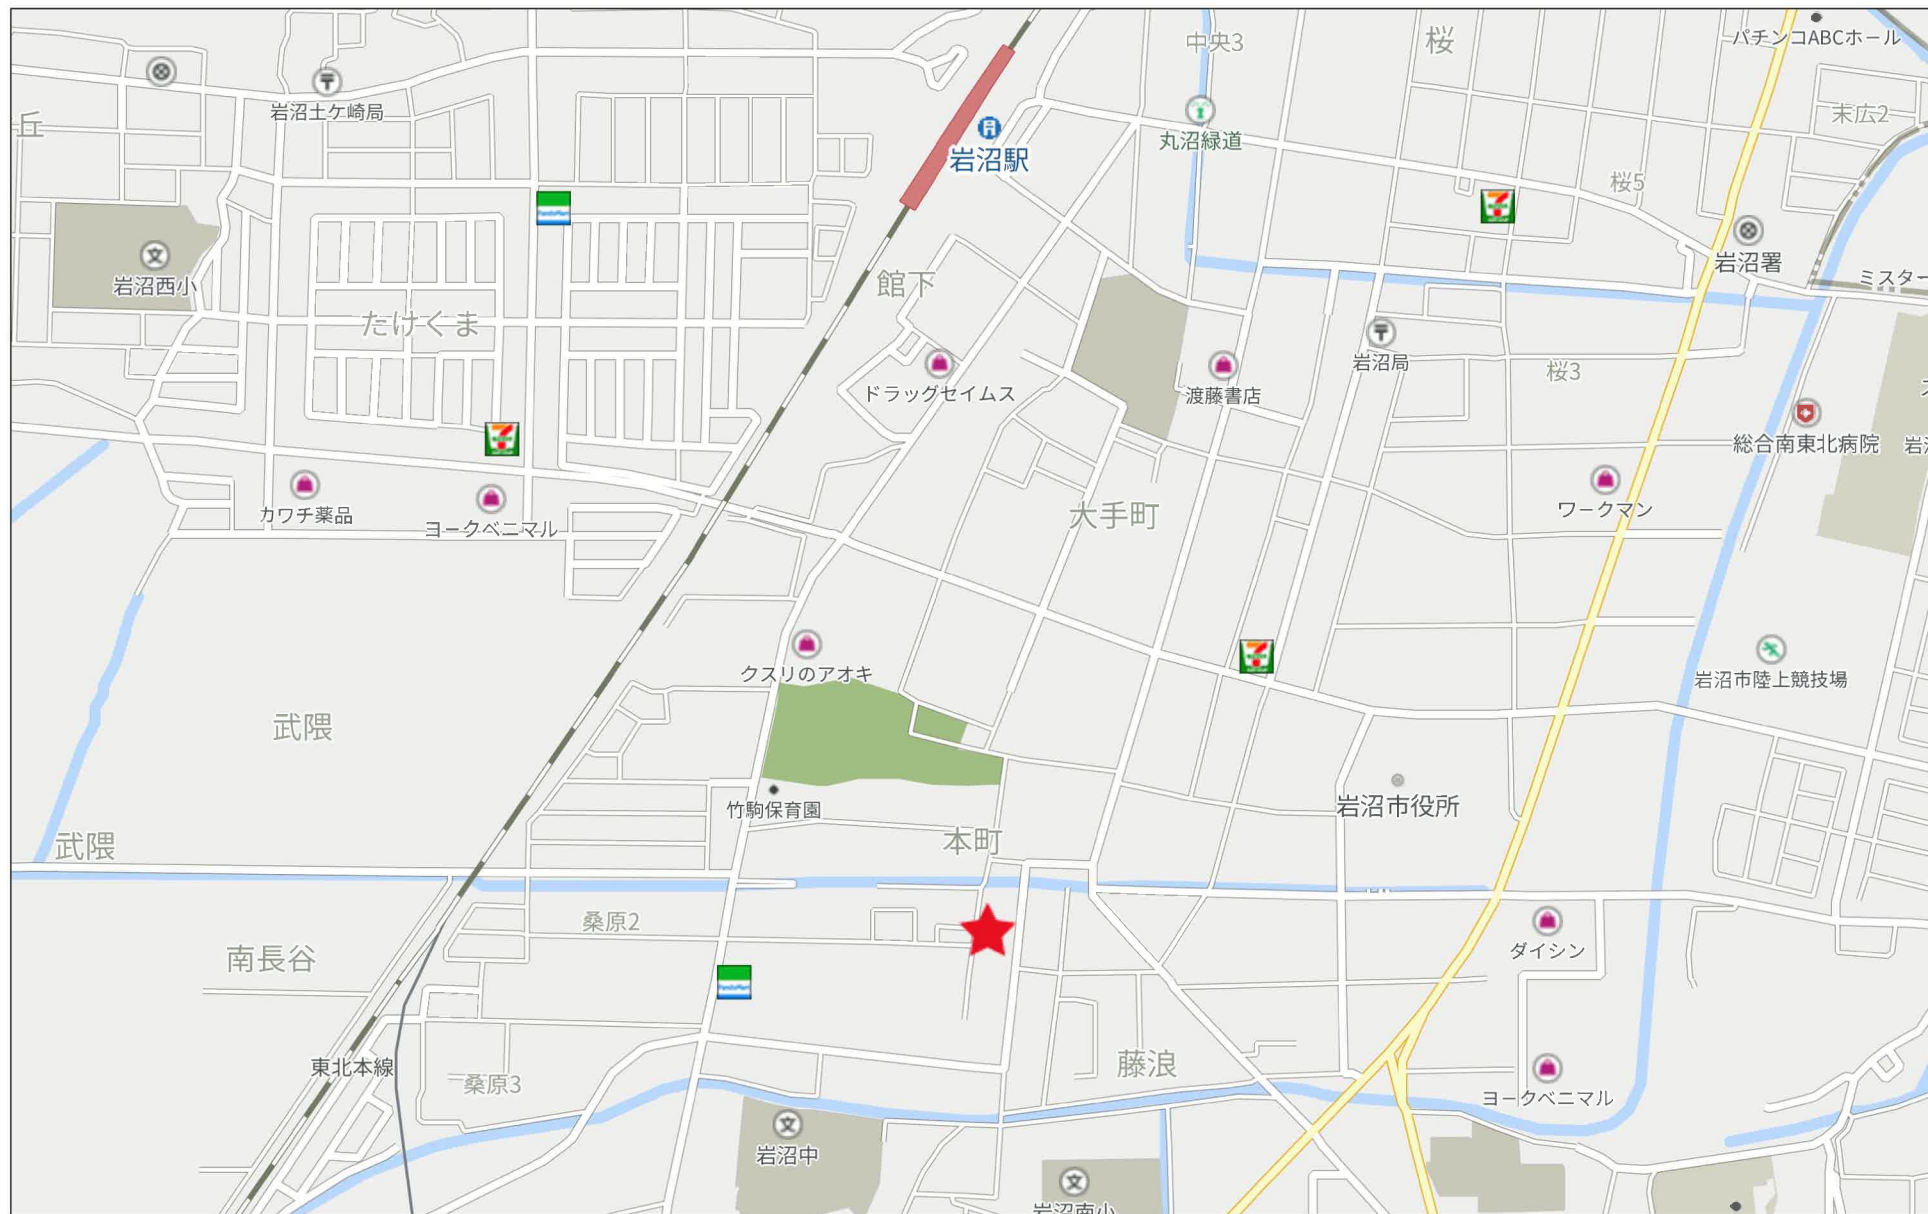 中央3
桜
パチンコABCホール
岩沼土ケ崎局
丘
末広2
丸沼緑道
岩沼駅
桜5
岩沼署
ミスター
岩沼西小
館下
たけくま
岩沼局
桜3
ドラッグセイムス
渡藤書店
総合南東北病院
カワチ薬品
ヨークベニマル
大手町
ワークマン
クスリのアオキ
岩沼市陸上競技場
武隈
竹駒保育園
岩沼市役所
本町
武隈
桑原2
南長谷
ダイシン
FamilyMart
東北本線
桑原3
藤浪
ヨークベニマル
岩沼中
岩沼南小